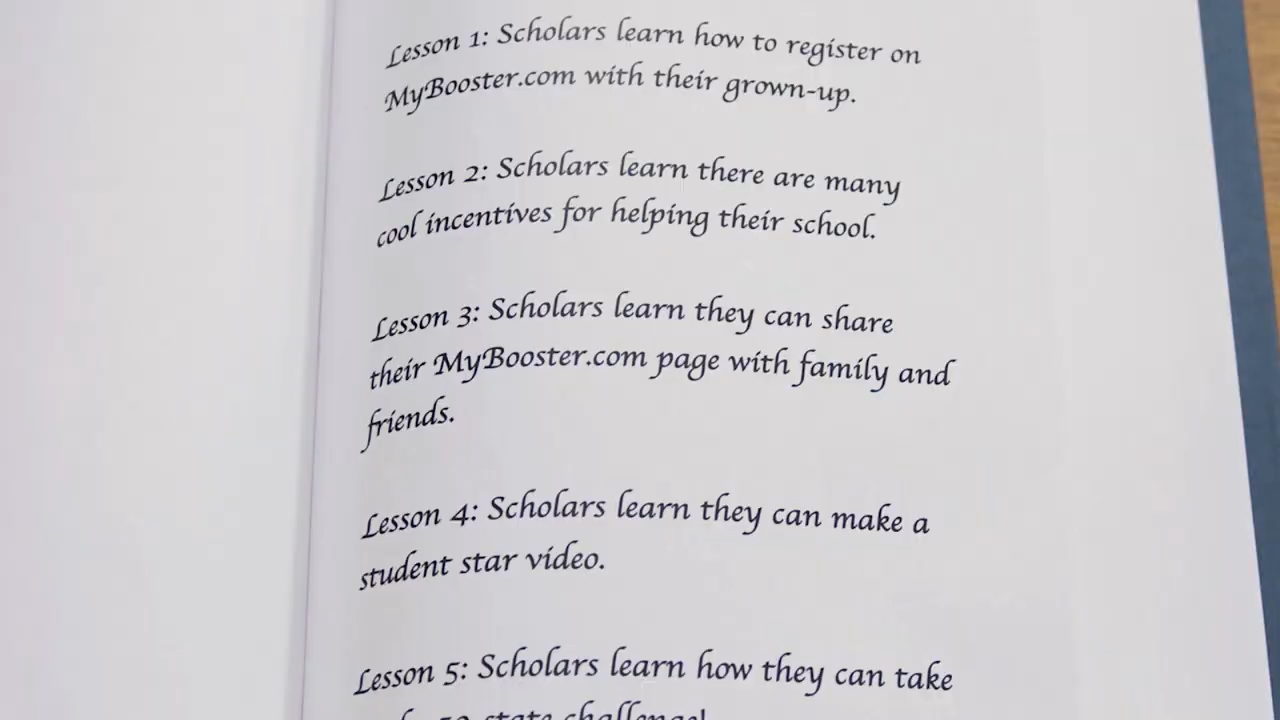 Lesson 1: Scholars learn how to register on
MyBooster.com with their grown-up.
Lesson 2: Scholars learn there are many
cool incentives for helping their school.
Lesson 3: Scholars learn they can share
their MyBooster.com page with family and
friends.
Lesson 4: Scholars learn they can make a
student star video.
Lesson 5: Scholars learn how they can take
state challenge!